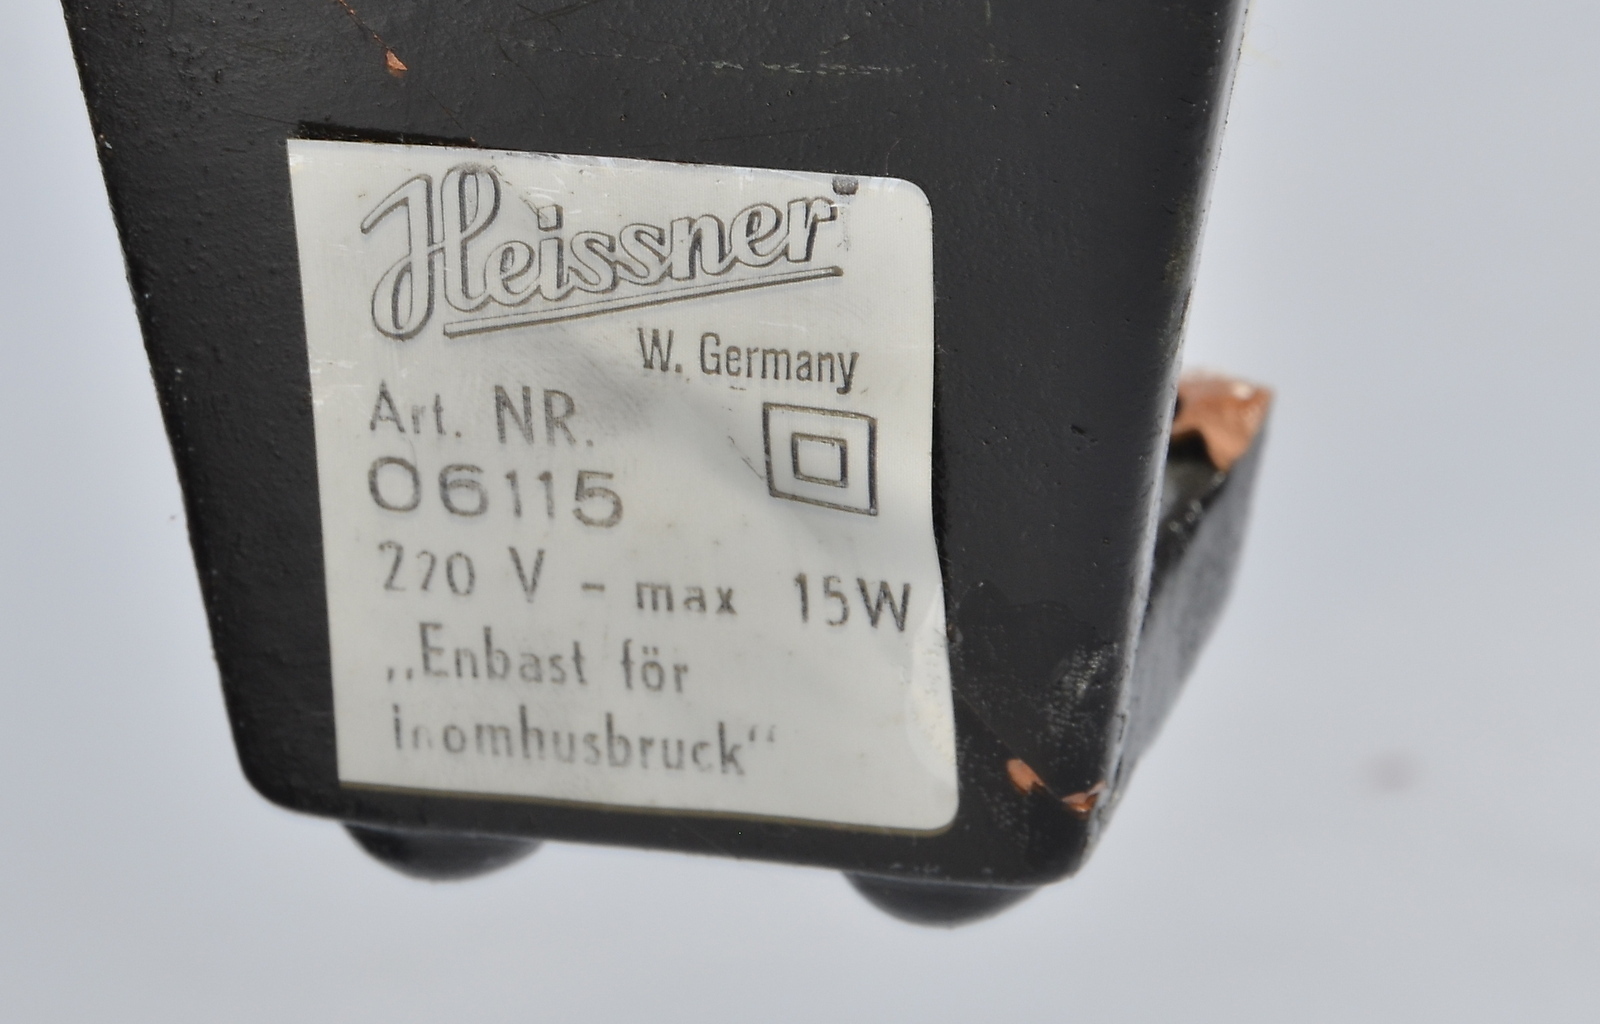 Heissner
W. Germany
Art. NR.
06115
220 V - max 15W
„Enbast för
inomhusbruck“